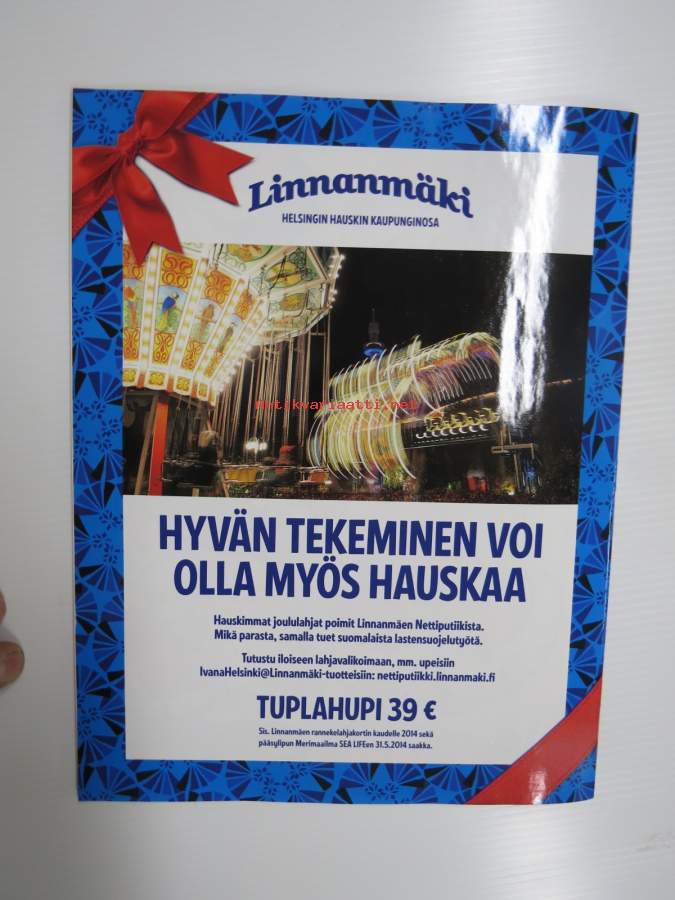 Linnanmäki
HELSINGIN HAUSKIN KAUPUNGINOSA
Antikwariaatti.net
HYVÄN TEKEMINEN VOI
OLLA MYÖS HAUSKAA
Hauskimmat joululahjat poimit Linnanmäen Nettiputiikista.
Mikä parasta, samalla tuet suomalaista lastensuojelutyötä.
Tutustu iloiseen lahjavalikoimaan, mm. upeisiin
IvanaHelsinki@Linnanmäki-tuotteisiin: nettiputiikki.linnanmaki.fi
TUPLAHUPI 39 €
Sis. Linnanmäen rannekelahjakortin kaudelle 2014 sekä
pääsylipun Merimaailma SEA LIFEen 31.5.2014 saakka.